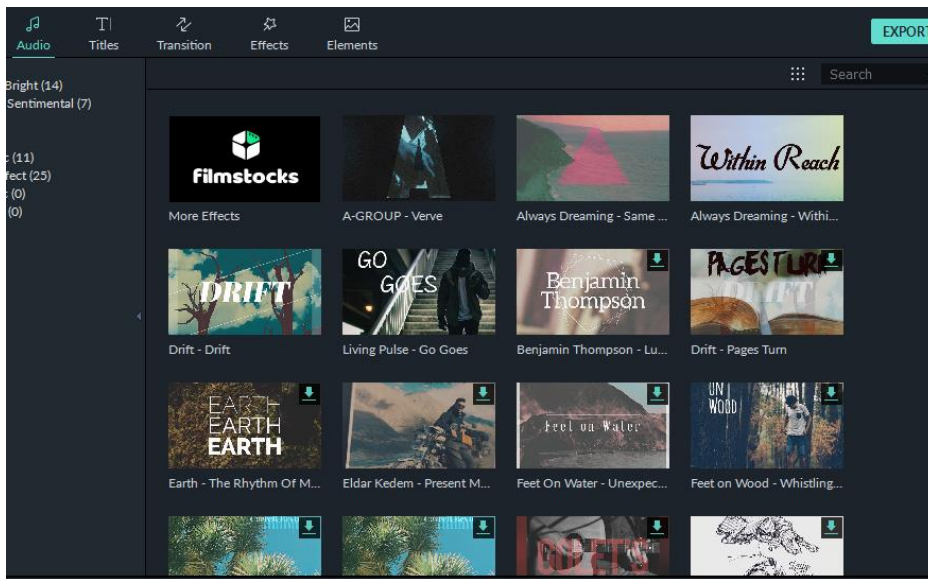 Audio Titles Transition Effects Elements
EXPORT
Search
Bright (14)
Sentimental (7)
(11)
(25)
(0)
(0)
filmstocks
A
Within Reach
More Effects
A-GROUP - Verve
Always Dreaming - Same ...
Always Dreaming - Withi...
DRIFT
GO
GOES
Benjamin
Thompson
PAGES TURN
DRIFT
Drift - Drift
Living Pulse - Go Goes
Benjamin Thompson - Lu...
Drift - Pages Turn
EARTH
EARTH
EARTH
Feet on Water
ON
WOOD
Earth - The Rhythm Of M...
Eldar Kedem - Present M...
Feet On Water - Unexpec...
Feet on Wood - Whistling...